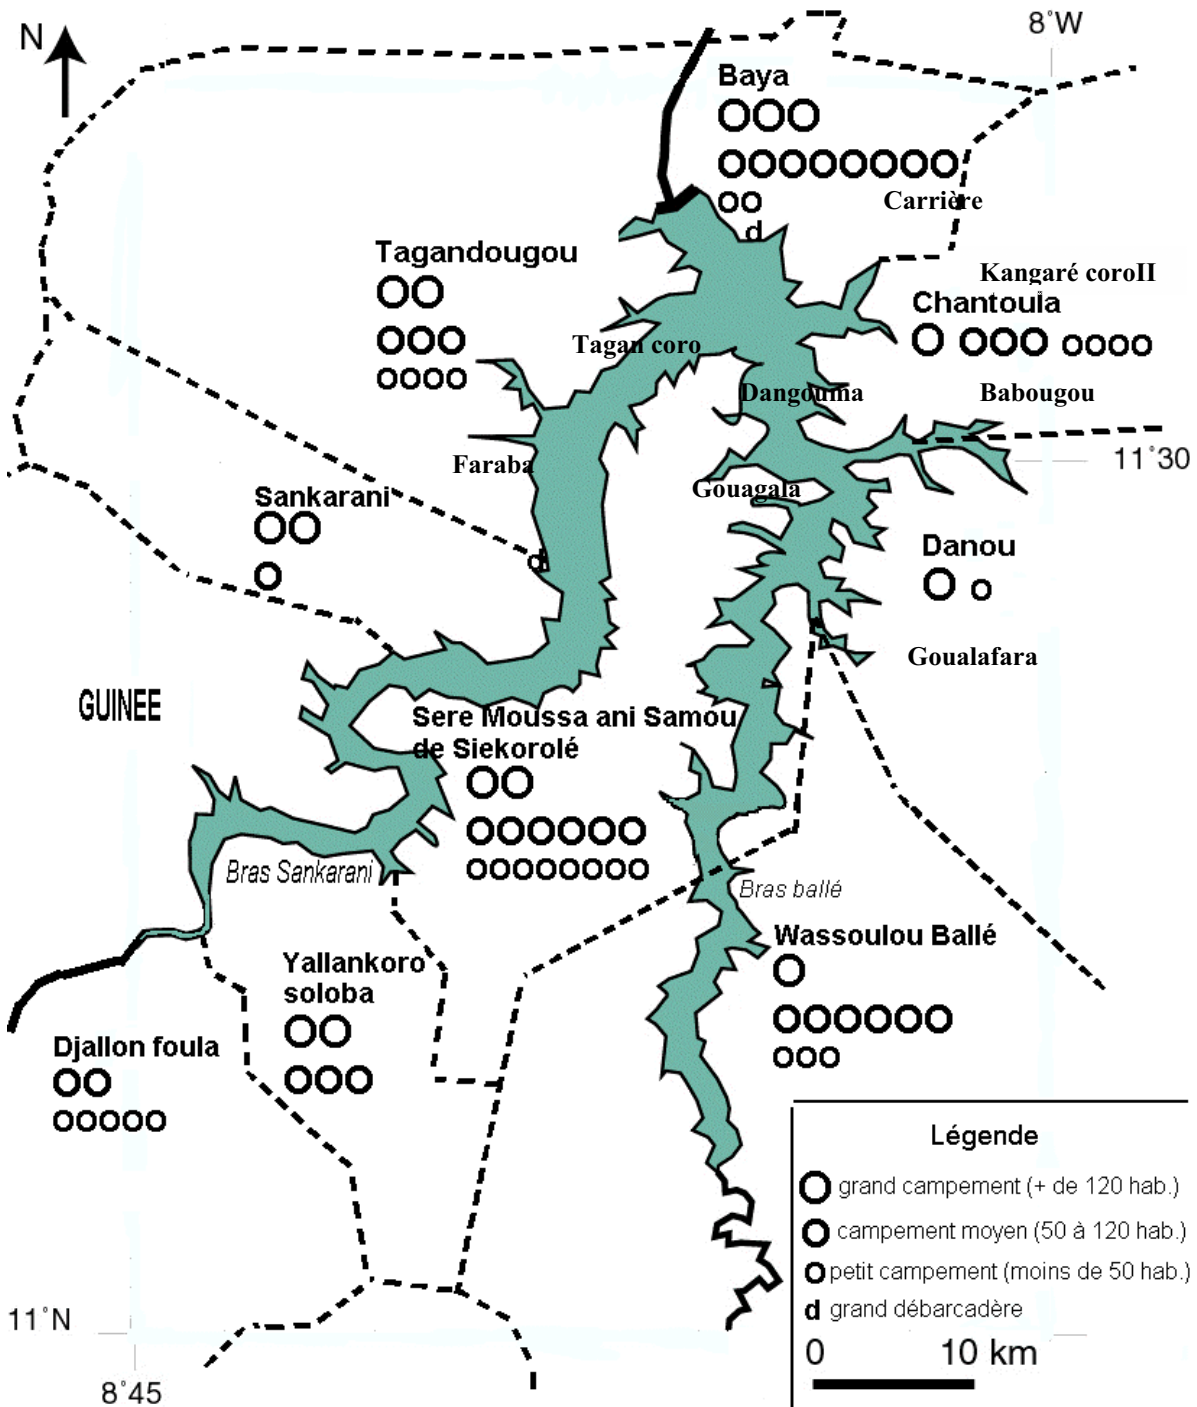 N
8°W
Baya
Carrière
d
Tagandougou
Kangaré coroII
Chantoula
Tagan coro
Dangouma
Babougou
11°30
Faraba
Gouagala
Sankarani
Danou
d
Goualafara
GUINEE
Sere Moussa ani Samou
de Siekorolé
Bras Sankarani
Bras ballé
Wassoulou Ballé
Yallankoro
soloba
Djallon foula
Légende
grand campement (+ de 120 hab.)
campement moyen (50 à 120 hab.)
petit campement (moins de 50 hab.)
d grand débarcadère
11°N
0 10 km
8°45